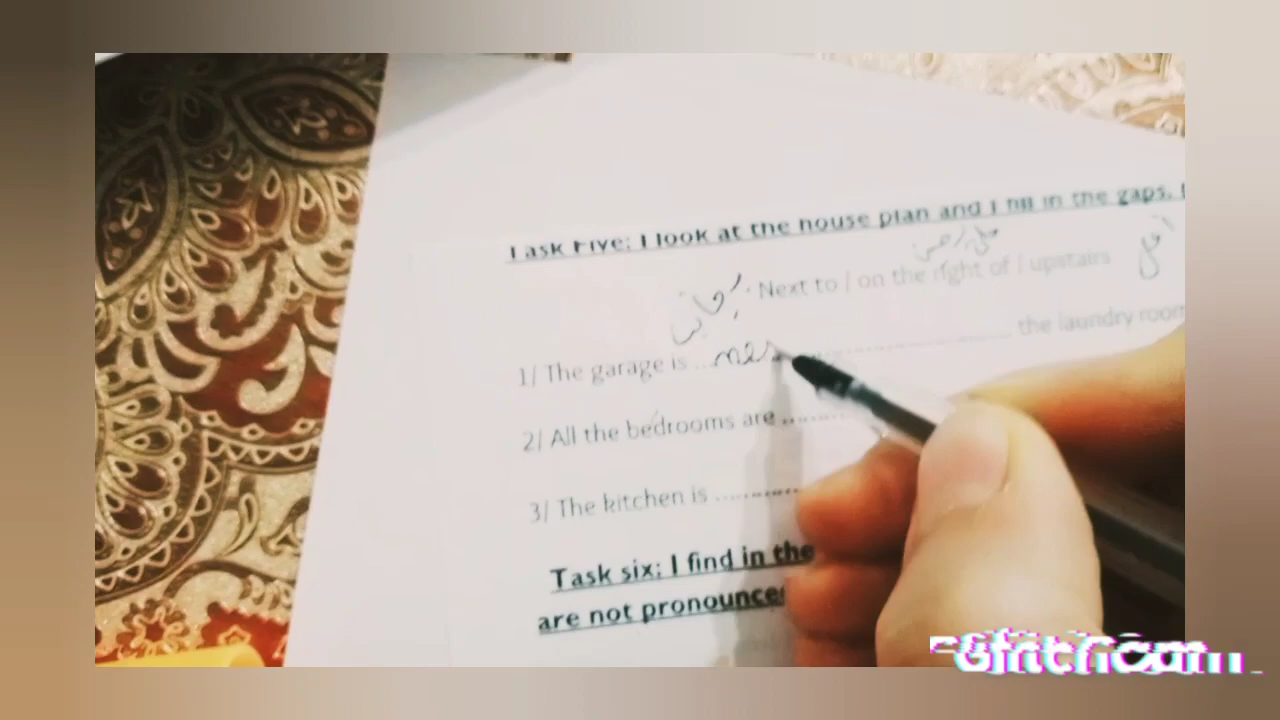 Task Five: I look at the house plan and I fill in the gaps.
بجانب
Next to / on the right of / upstairs
1/ The garage is ...nex........................ the laundry room
2/ All the bedrooms are ..........
3/ The kitchen is ............
Task six: I find in the
are not pronounce